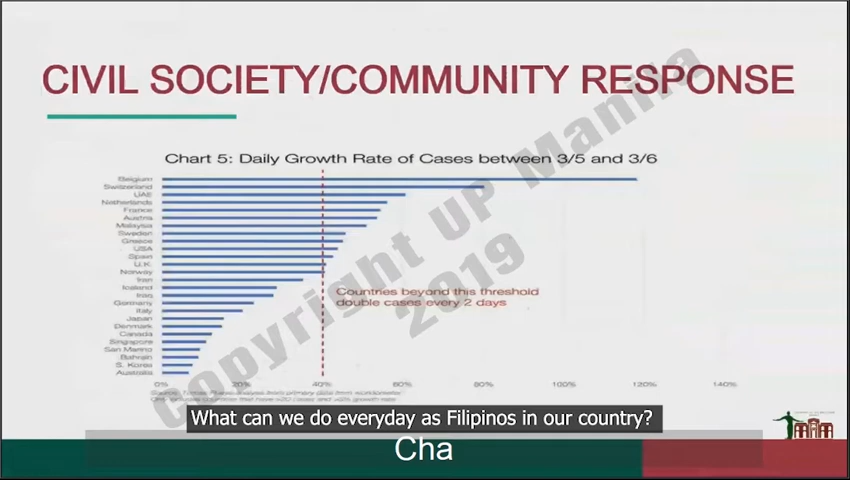 CIVIL SOCIETY/COMMUNITY RESPONSE
Chart 5: Daily Growth Rate of Cases between 3/5 and 3/6
Belgium
Switzerland
UAE
Netherlands
France
Austria
Malaysia
Sweden
Greece
USA
Spain
U.K.
Norway
Iran
Iceland
Iraq
Germany
Italy
Japan
Denmark
Canada
Singapore
San Marino
Bahrain
S. Korea
Australia
Countries beyond this threshold
double cases every 2 days
0% 20% 40% 60% 80% 100% 120% 140%
Copyright UP Manila
2019
What can we do everyday as Filipinos in our country?
Cha